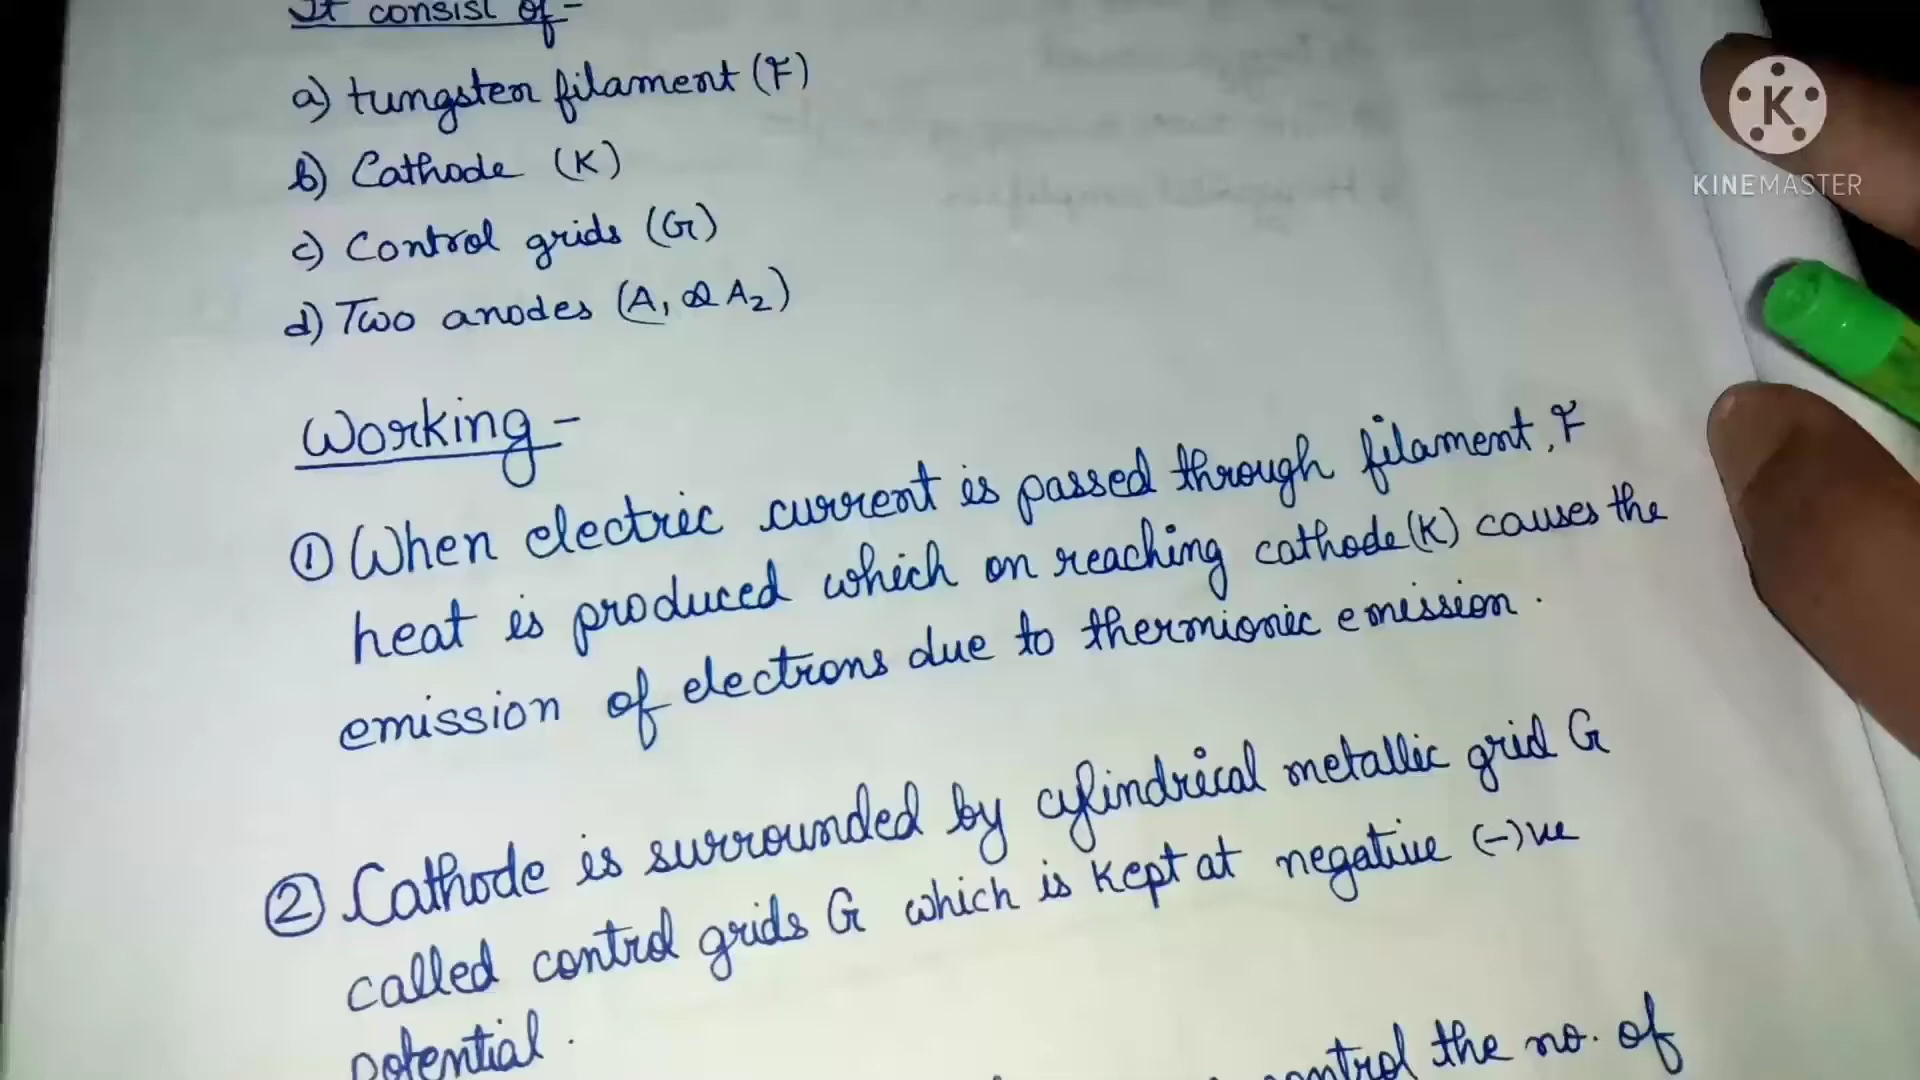 It consist of -
a) tungsten filament (F)
b) Cathode (K)
c) Control grids (G)
d) Two anodes (A1 & A2)
Working -
① When electric current is passed through filament, F
heat is produced which on reaching cathode (K) causes the
emission of electrons due to thermionic emission.
② Cathode is surrounded by cylindrical metallic grid G
called control grids G which is kept at negative (-)ve
potential.
control the no. of
K
KINEMASTER